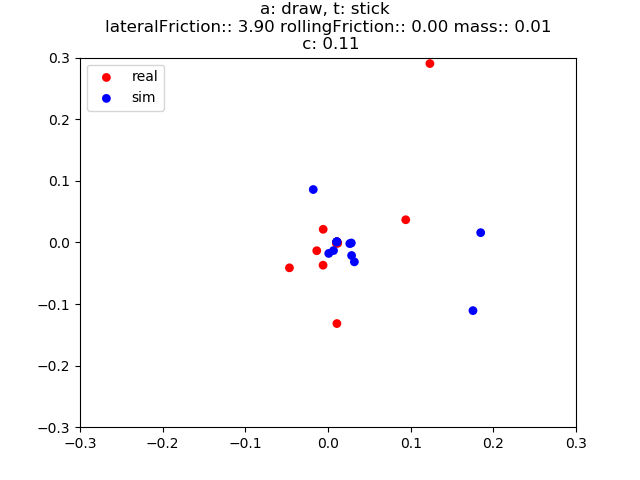 a: draw, t: stick
lateralFriction:: 3.90 rollingFriction:: 0.00 mass:: 0.01
c: 0.11
real
sim
0.3
0.2
0.1
0.0
−0.1
−0.2
−0.3
−0.3 −0.2 −0.1 0.0 0.1 0.2 0.3